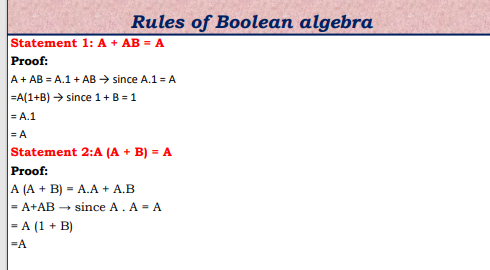 Rules of Boolean algebra
Statement 1: A + AB = A
Proof:
A + AB = A.1 + AB → since A.1 = A
=A(1+B) → since 1 + B = 1
= A.1
= A
Statement 2:A (A + B) = A
Proof:
A (A + B) = A.A + A.B
= A+AB → since A . A = A
= A (1 + B)
=A